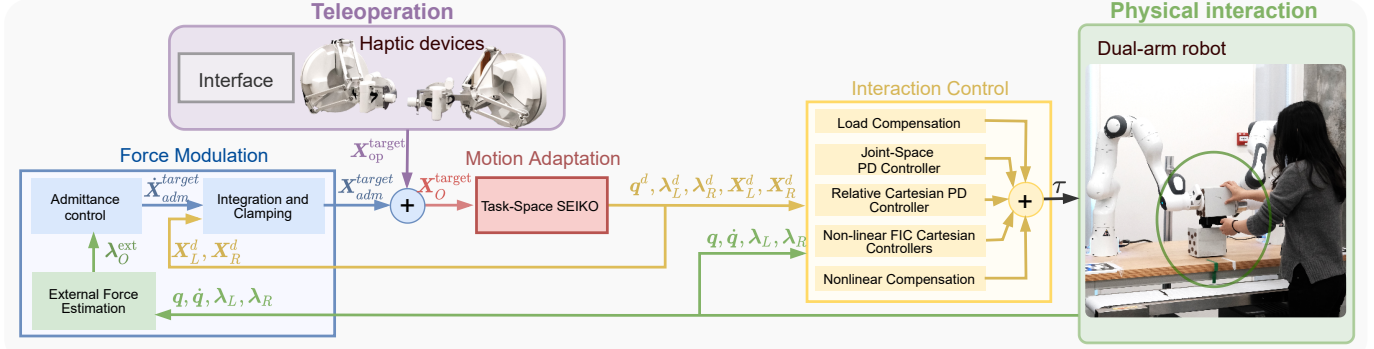 Teleoperation
Haptic devices
Interface
Physical interaction
Dual-arm robot
Interaction Control
Load Compensation
Joint-Space
PD Controller
Relative Cartesian PD
Controller
Non-linear FIC Cartesian
Controllers
Nonlinear Compensation
+
τ
X_op^target
Force Modulation
Admittance
control
Ẋ_adm^target
Integration and
Clamping
X_adm^target
+
X_O^target
Motion Adaptation
Task-Space SEIKO
q^d, λ_L^d, λ_R^d, X_L^d, X_R^d
X_L^d, X_R^d
λ_O^ext
External Force
Estimation
q, q̇, λ_L, λ_R
q, q̇, λ_L, λ_R